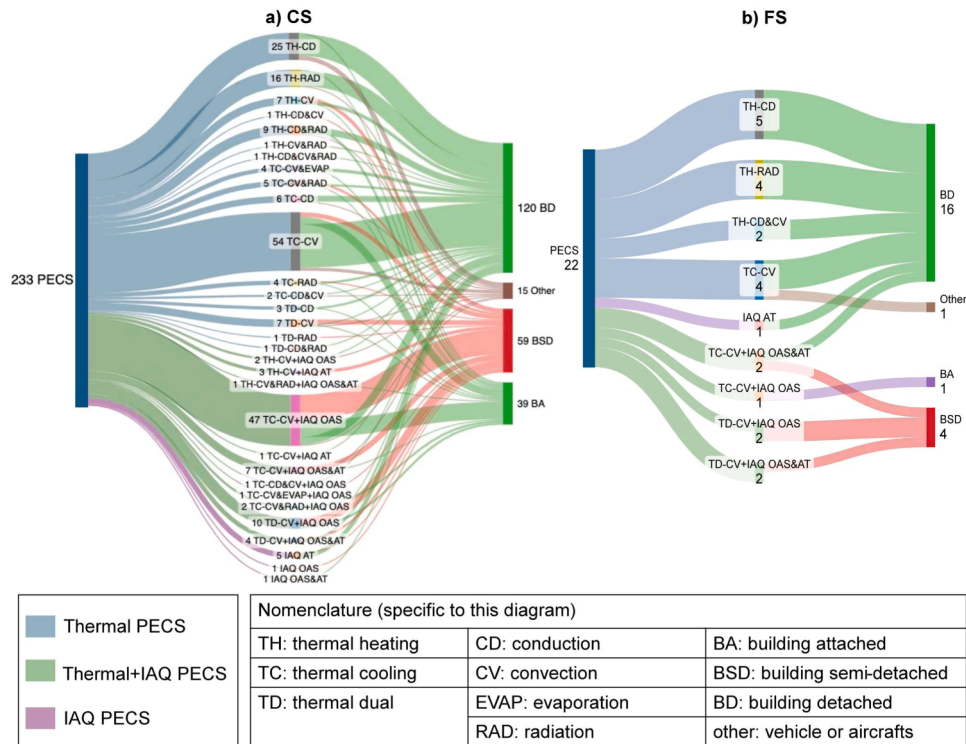 a) CS
b) FS
25 TH-CD
16 TH-RAD
7 TH-CV
1 TH-CD&CV
9 TH-CD&RAD
1 TH-CV&RAD
1 TH-CD&CV&RAD
4 TC-CV&EVAP
5 TC-CV&RAD
6 TC-CD
54 TC-CV
4 TC-RAD
2 TC-CD&CV
3 TD-CD
7 TD-CV
1 TD-RAD
1 TD-CD&RAD
2 TH-CV+IAQ OAS
3 TH-CV+IAQ AT
1 TH-CV&RAD+IAQ OAS&AT
47 TC-CV+IAQ OAS
1 TC-CV+IAQ AT
7 TC-CV+IAQ OAS&AT
1 TC-CD&CV+IAQ OAS
1 TC-CV&EVAP+IAQ OAS
2 TC-CV&RAD+IAQ OAS
10 TD-CV+IAQ OAS
4 TD-CV+IAQ OAS&AT
5 IAQ AT
1 IAQ OAS
1 IAQ OAS&AT
233 PECS
120 BD
15 Other
59 BSD
39 BA
PECS
22
TH-CD
5
TH-RAD
4
TH-CD&CV
2
TC-CV
4
IAQ AT
1
TC-CV+IAQ OAS&AT
2
TC-CV+IAQ OAS
1
TD-CV+IAQ OAS
2
TD-CV+IAQ OAS&AT
2
BD
16
Other
1
BA
1
BSD
4
Thermal PECS
Thermal+IAQ PECS
IAQ PECS
Nomenclature (specific to this diagram)
TH: thermal heating
CD: conduction
BA: building attached
TC: thermal cooling
CV: convection
BSD: building semi-detached
TD: thermal dual
EVAP: evaporation
BD: building detached
RAD: radiation
other: vehicle or aircrafts